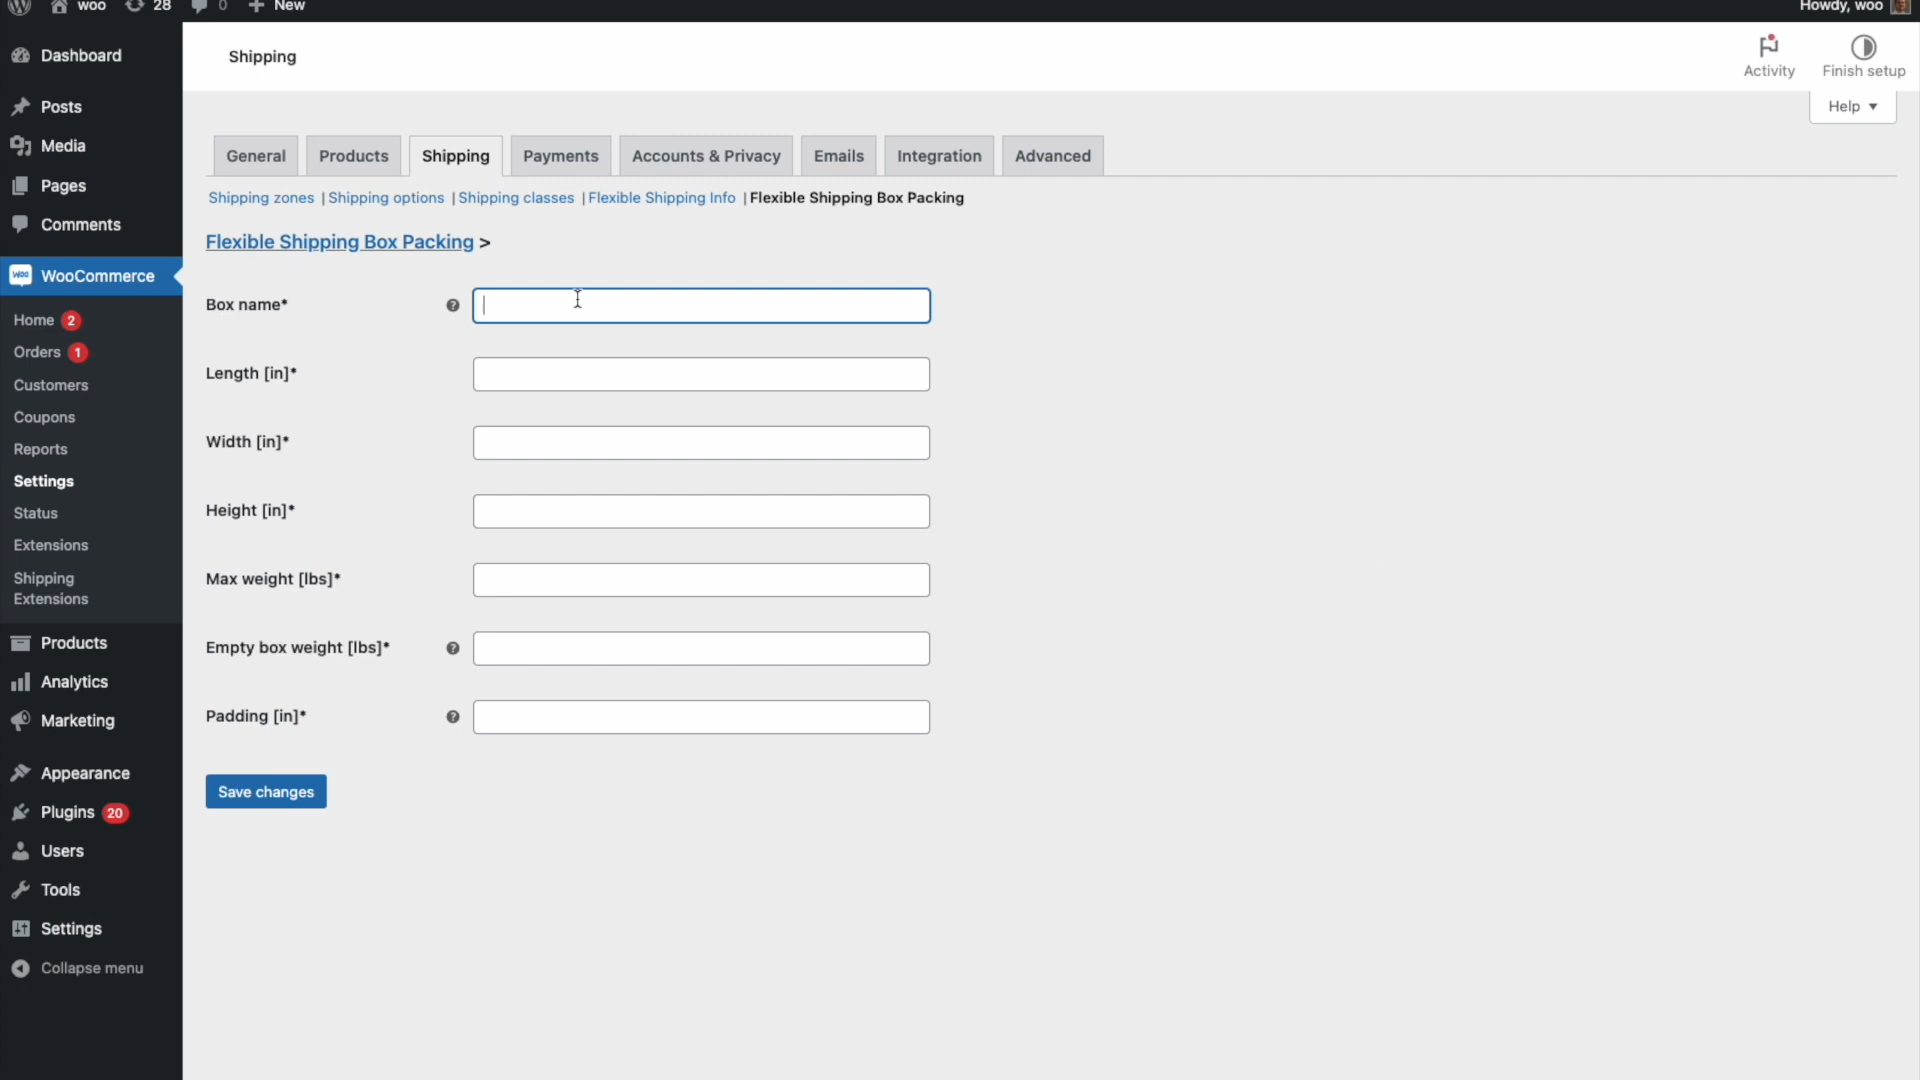 woo 28 0 + New Howdy, woo
Dashboard
Posts
Media
Pages
Comments
WooCommerce
Home 2
Orders 1
Customers
Coupons
Reports
Settings
Status
Extensions
Shipping
Extensions
Products
Analytics
Marketing
Appearance
Plugins 20
Users
Tools
Settings
Collapse menu
Shipping
Activity
Finish setup
Help ▼
General Products Shipping Payments Accounts & Privacy Emails Integration Advanced
Shipping zones | Shipping options | Shipping classes | Flexible Shipping Info | Flexible Shipping Box Packing
Flexible Shipping Box Packing >
Box name*
Length [in]*
Width [in]*
Height [in]*
Max weight [lbs]*
Empty box weight [lbs]*
Padding [in]*
Save changes